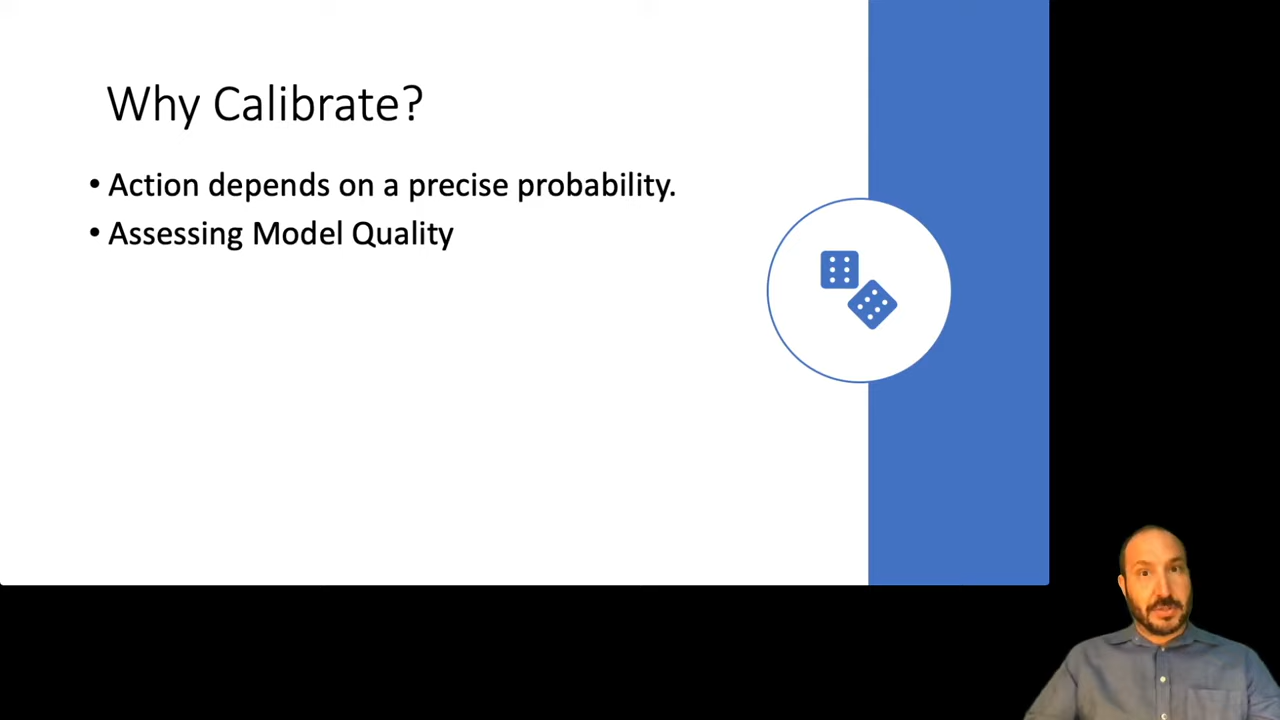 Why Calibrate?
• Action depends on a precise probability.
• Assessing Model Quality